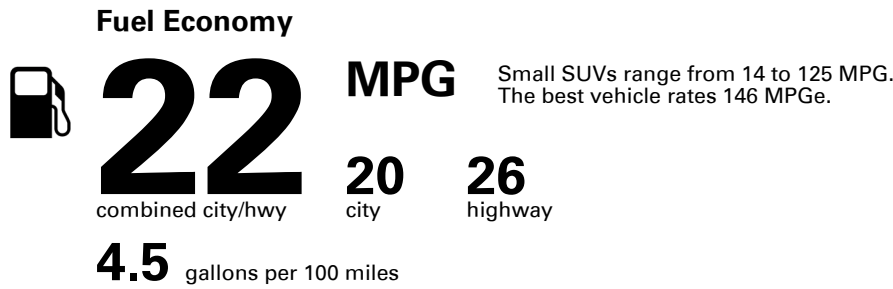 Fuel Economy
22 MPG
Small SUVs range from 14 to 125 MPG.
The best vehicle rates 146 MPGe.
combined city/hwy
20
city
26
highway
4.5 gallons per 100 miles